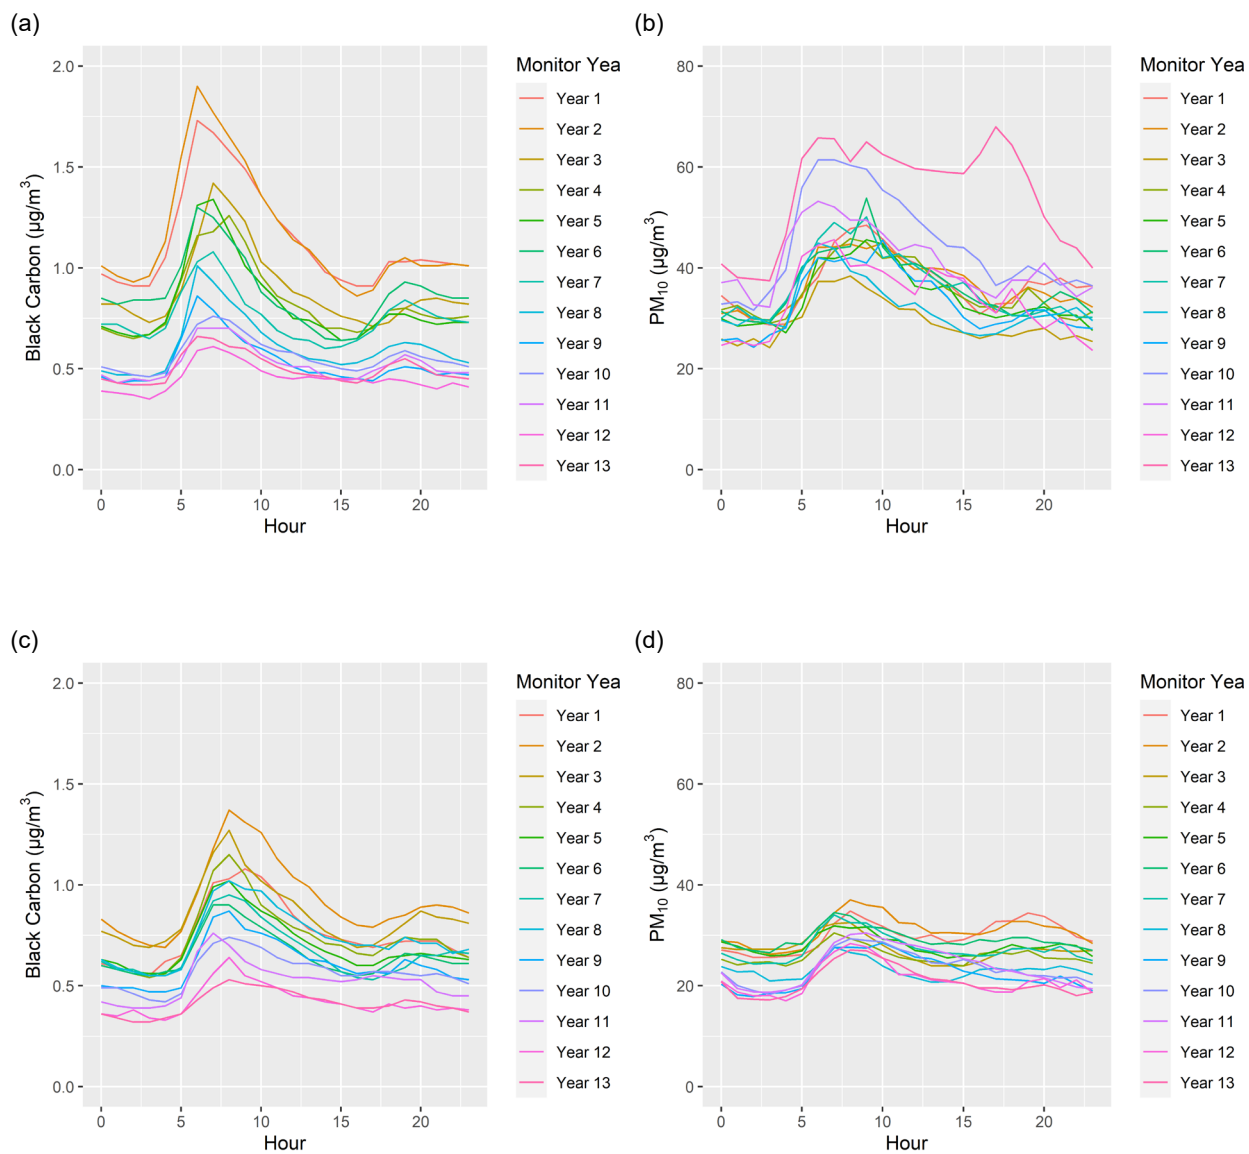 (a)
2.0
1.5
1.0
0.5
0.0
Black Carbon (µg/m³)
0 5 10 15 20
Hour
Monitor Yea
Year 1
Year 2
Year 3
Year 4
Year 5
Year 6
Year 7
Year 8
Year 9
Year 10
Year 11
Year 12
Year 13
(b)
80
60
40
20
0
PM₁₀ (µg/m³)
0 5 10 15 20
Hour
Monitor Yea
Year 1
Year 2
Year 3
Year 4
Year 5
Year 6
Year 7
Year 8
Year 9
Year 10
Year 11
Year 12
Year 13
(c)
2.0
1.5
1.0
0.5
0.0
Black Carbon (µg/m³)
0 5 10 15 20
Hour
Monitor Yea
Year 1
Year 2
Year 3
Year 4
Year 5
Year 6
Year 7
Year 8
Year 9
Year 10
Year 11
Year 12
Year 13
(d)
80
60
40
20
0
PM₁₀ (µg/m³)
0 5 10 15 20
Hour
Monitor Yea
Year 1
Year 2
Year 3
Year 4
Year 5
Year 6
Year 7
Year 8
Year 9
Year 10
Year 11
Year 12
Year 13